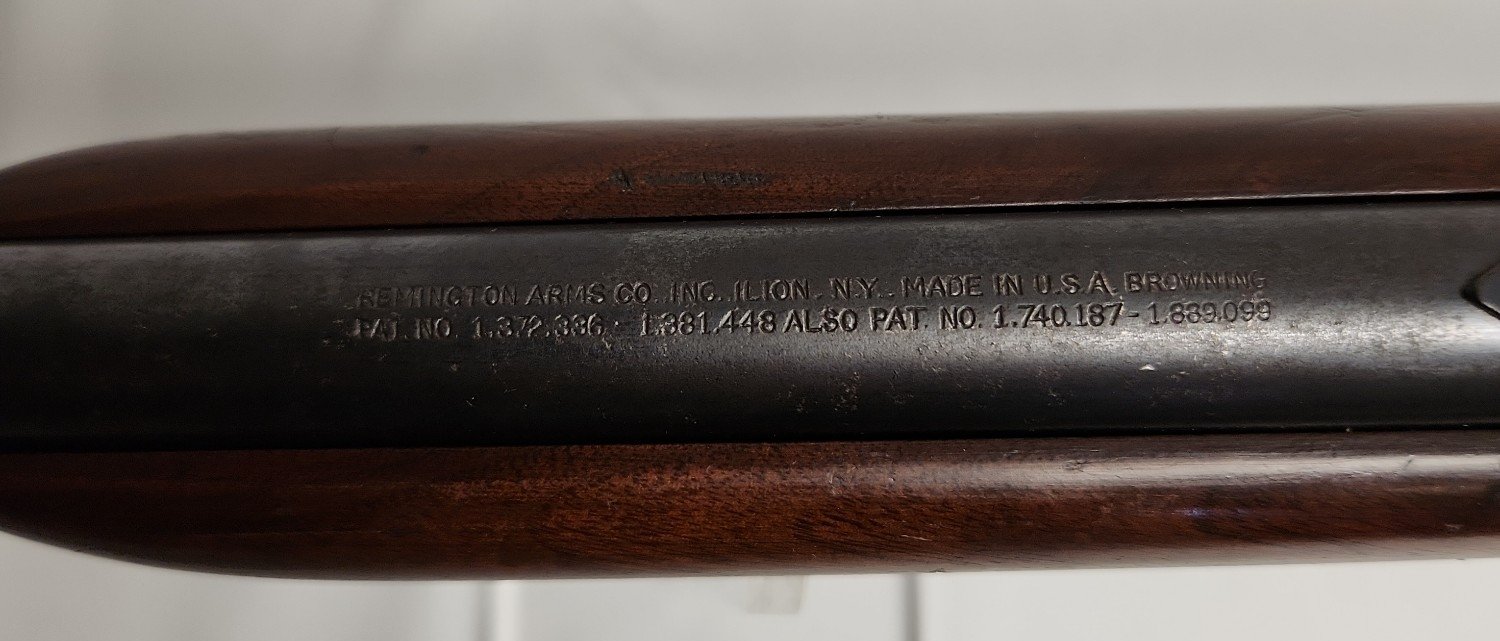 REMINGTON ARMS CO. INC. ILION, N.Y. MADE IN U.S.A. BROWNING
PAT. NO. 1.372.336 - 1.381.448 ALSO PAT. NO. 1.740.187 - 1.889.099